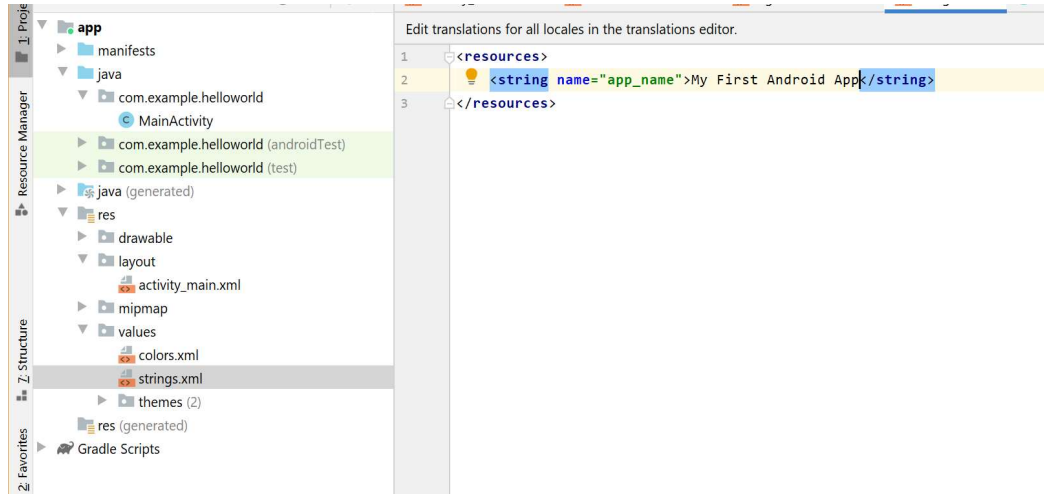 1: Proje
Resource Manager
7: Structure
2: Favorites
app
manifests
java
com.example.helloworld
MainActivity
com.example.helloworld (androidTest)
com.example.helloworld (test)
java (generated)
res
drawable
layout
activity_main.xml
mipmap
values
colors.xml
strings.xml
themes (2)
res (generated)
Gradle Scripts
Edit translations for all locales in the translations editor.
1 <resources>
2 <string name="app_name">My First Android App</string>
3 </resources>